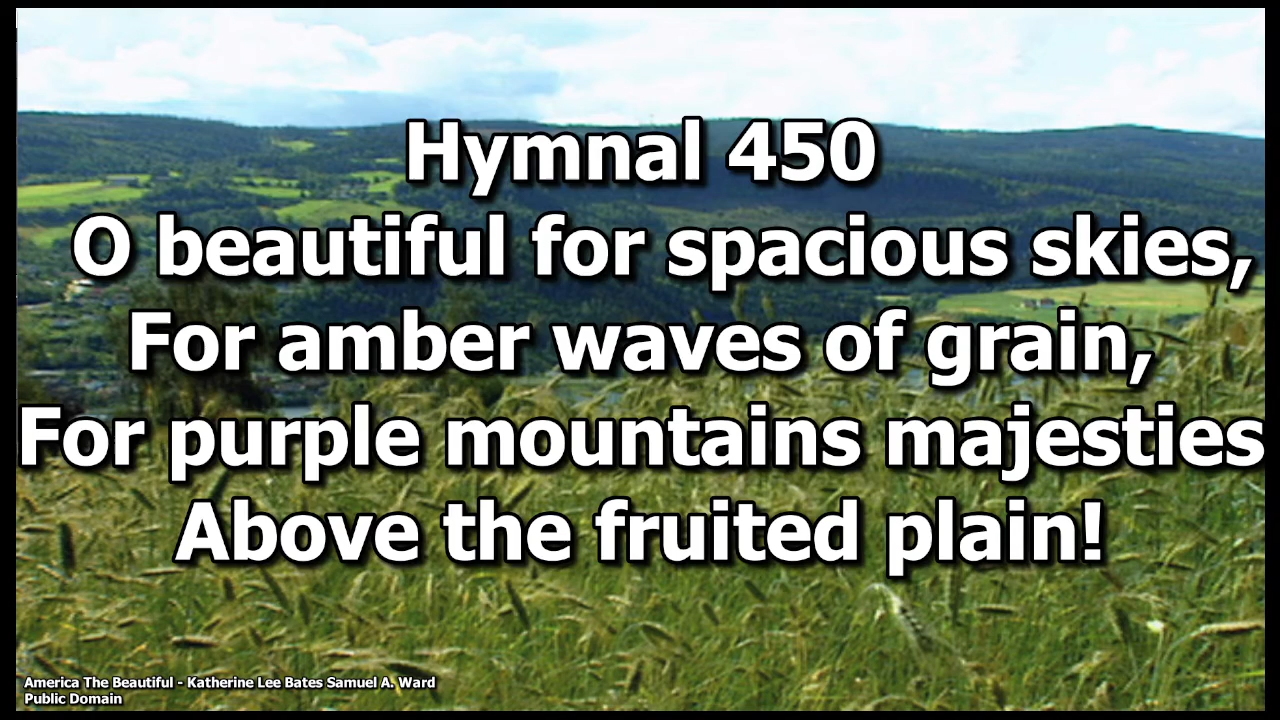 Hymnal 450
O beautiful for spacious skies,
For amber waves of grain,
For purple mountains majesties
Above the fruited plain!
America The Beautiful - Katherine Lee Bates Samuel A. Ward
Public Domain